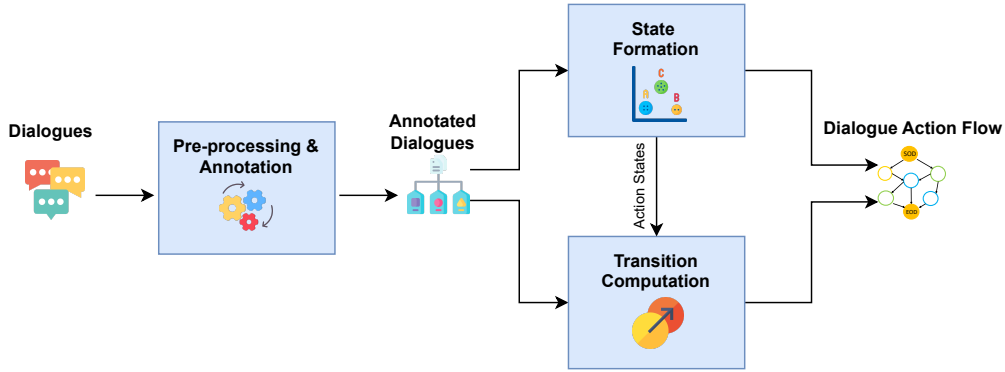 Dialogues
Pre-processing &
Annotation
Annotated
Dialogues
State
Formation
C
A
B
Action States
Transition
Computation
Dialogue Action Flow
SOD
EOD